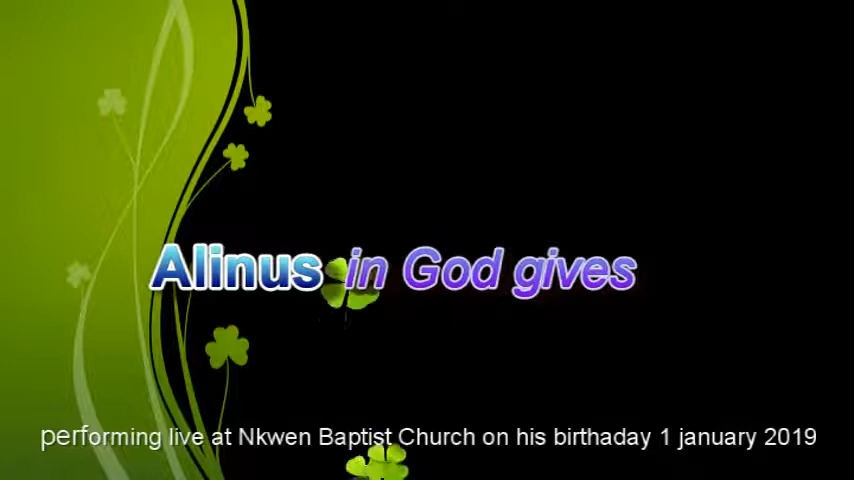 Alinus in God gives
performing live at Nkwen Baptist Church on his birthaday 1 january 2019